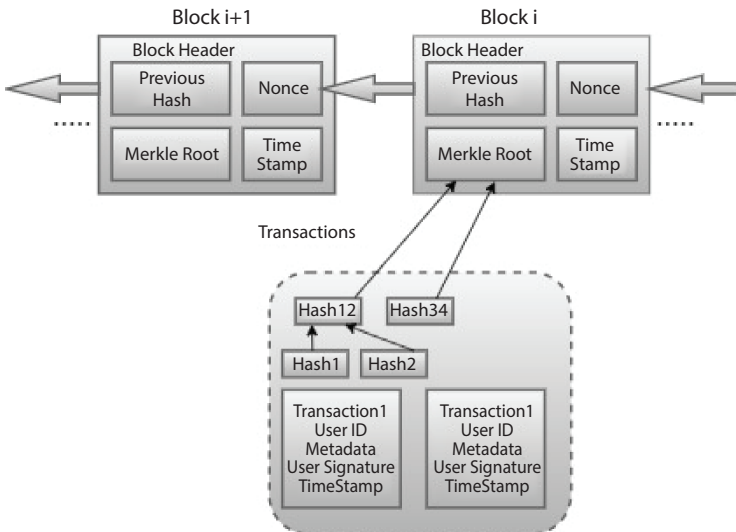 Block i+1
Block i
Block Header
Previous
Hash
Nonce
Merkle Root
Time
Stamp
Block Header
Previous
Hash
Nonce
Merkle Root
Time
Stamp
Transactions
Hash12
Hash34
Hash1
Hash2
Transaction1
User ID
Metadata
User Signature
TimeStamp
Transaction1
User ID
Metadata
User Signature
TimeStamp